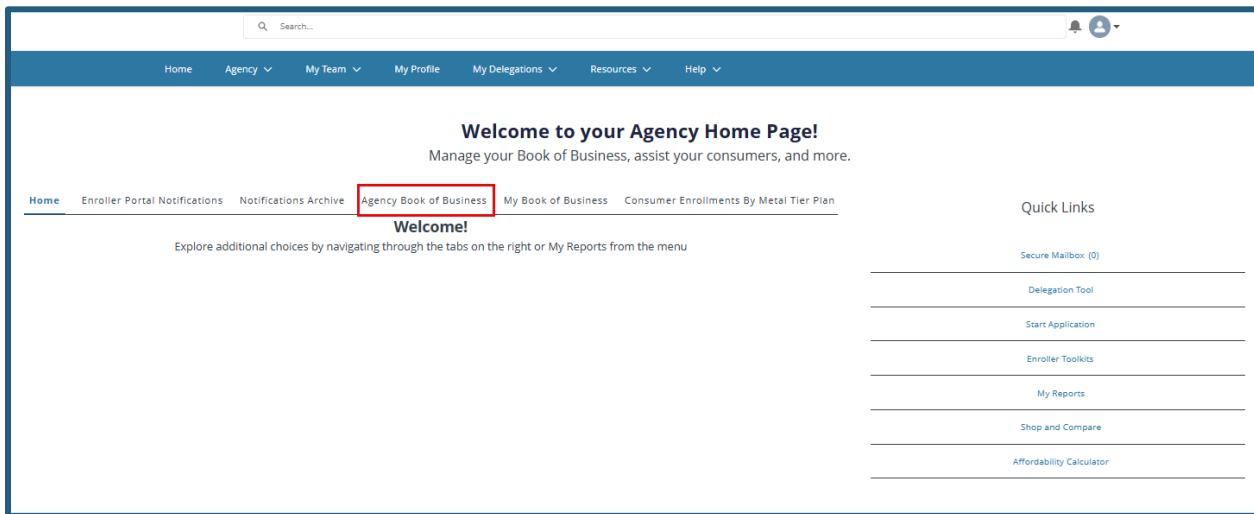 Search...
Home Agency My Team My Profile My Delegations Resources Help
Welcome to your Agency Home Page!
Manage your Book of Business, assist your consumers, and more.
Home Enroller Portal Notifications Notifications Archive Agency Book of Business My Book of Business Consumer Enrollments By Metal Tier Plan
Welcome!
Explore additional choices by navigating through the tabs on the right or My Reports from the menu
Quick Links
Secure Mailbox (0)
Delegation Tool
Start Application
Enroller Toolkits
My Reports
Shop and Compare
Affordability Calculator